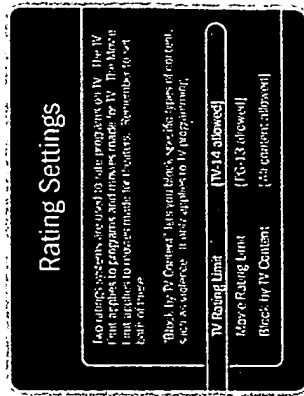 Rating Settings
Two ratings systems are used to rate programs on TV. The TV
Limit applies to programs and movies made for TV. The Movie
Limit applies to movies made for theaters. Remember to set
both of these.
"Block by TV Content" lets you block specific types of content,
such as violence. It only applies to TV programming.
TV Rating Limit [TV-14 allowed]
Movie Rating Limit [PG-13 allowed]
Block by TV Content [All content allowed]